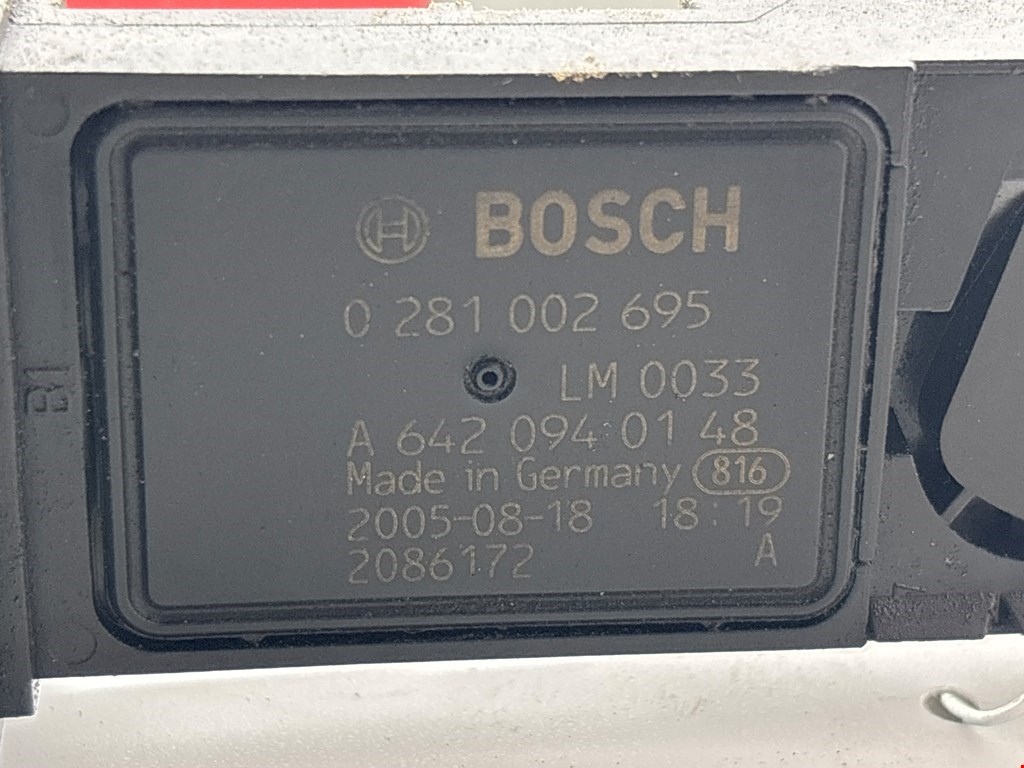 BOSCH
0 281 002 695
LM 0033
A 642 094 01 48
Made in Germany 816
2005-08-18 18:19
2086172 A
B1